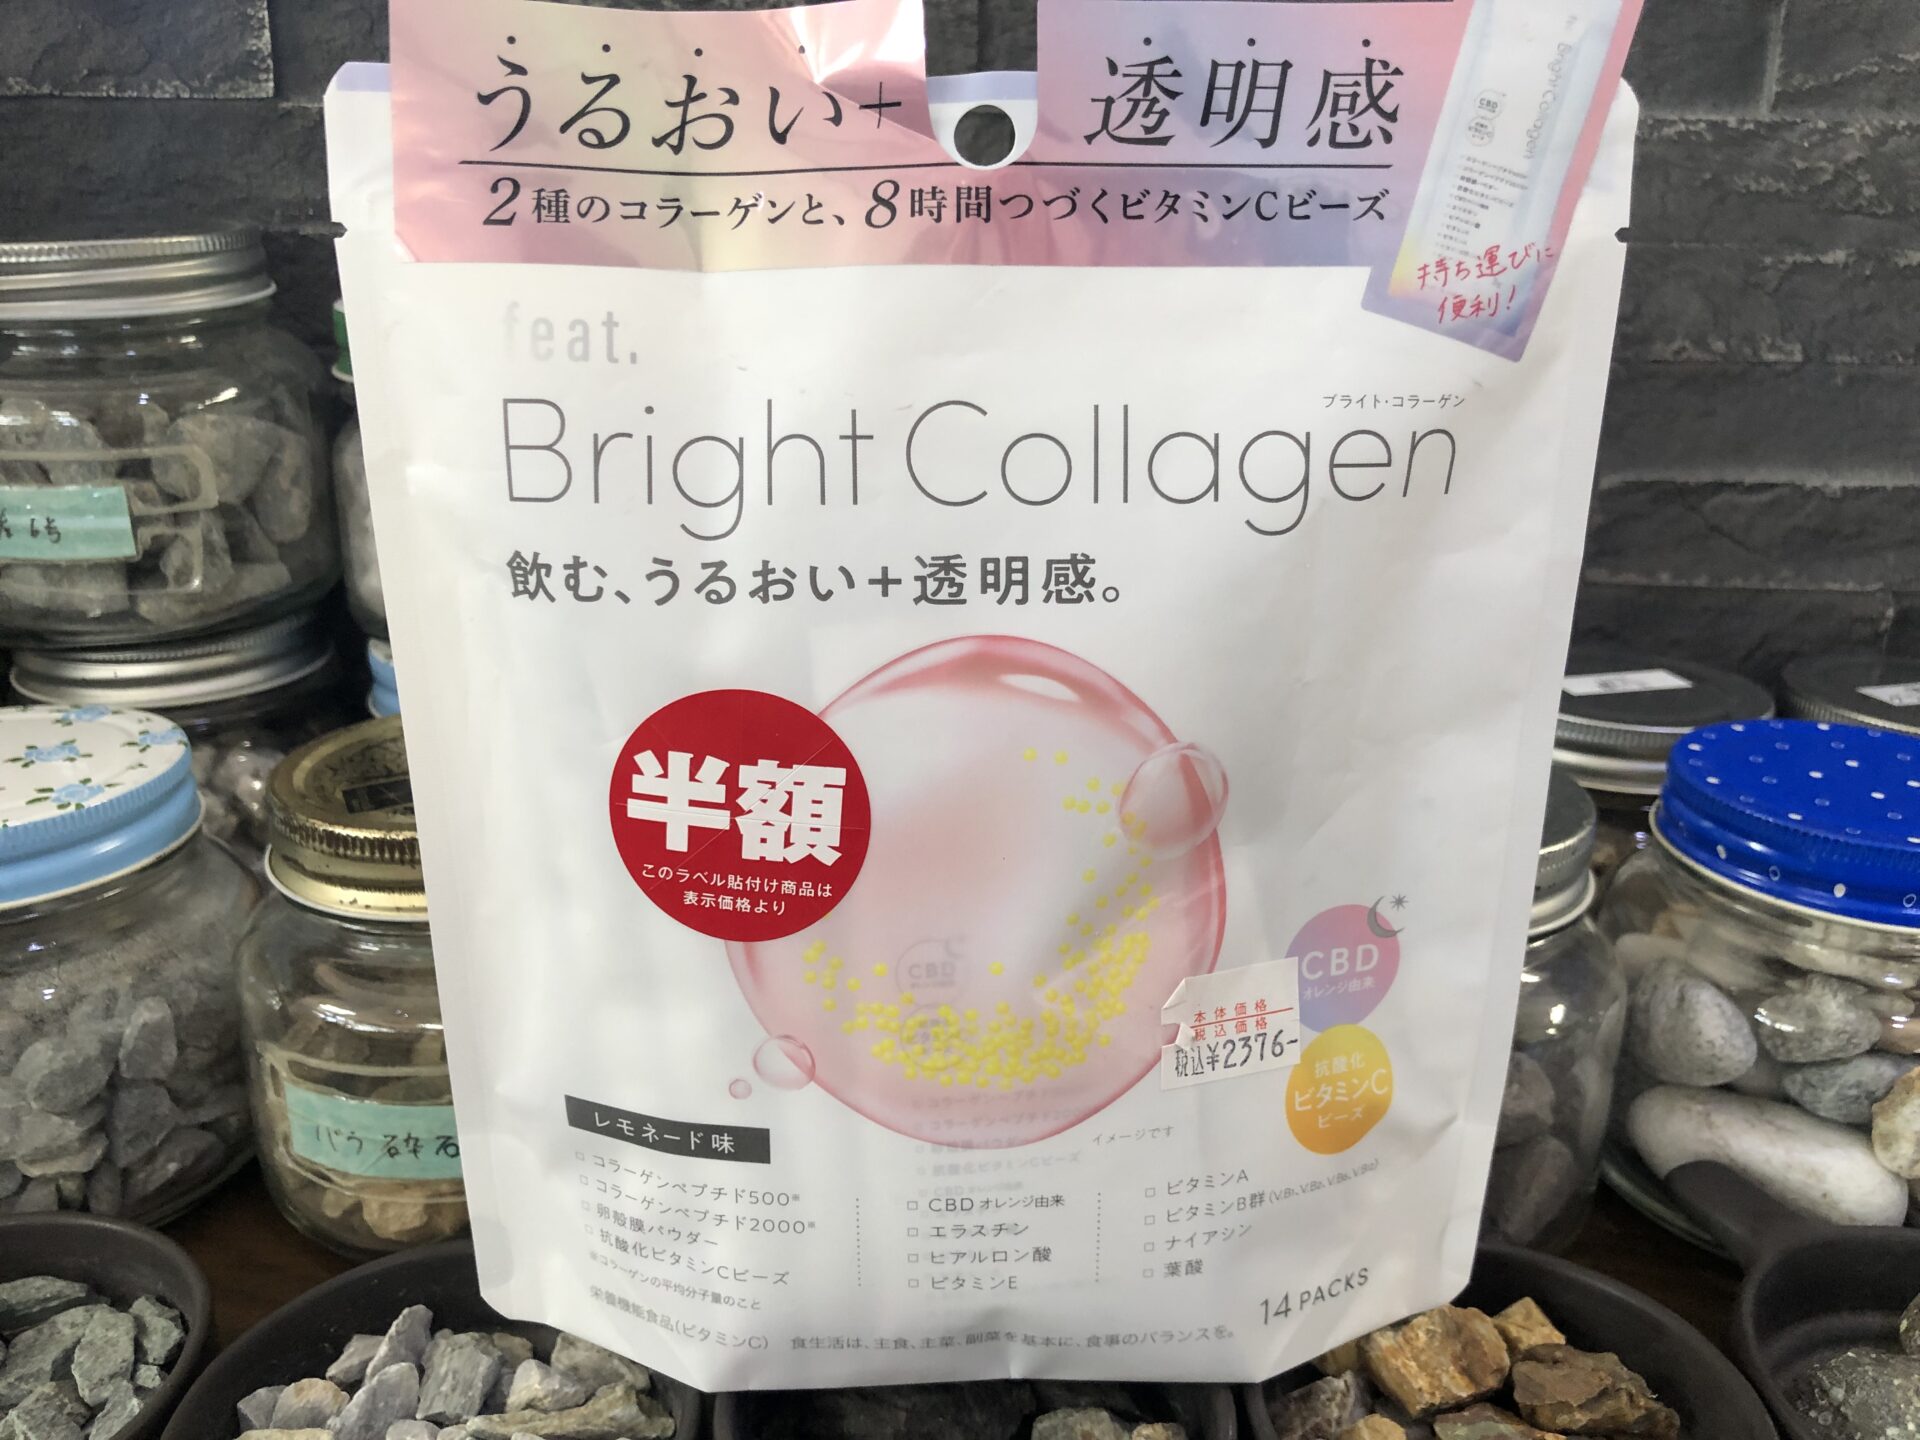 うるおい+ 透明感
2種のコラーゲンと、8時間つづくビタミンCビーズ
Bright Collagen
CBD
持ち運びに
便利!
feat.
ブライト・コラーゲン
Bright Collagen
飲む、うるおい+透明感。
半額
このラベル貼付け商品は
表示価格より
CBD
オレンジ由来
本体価格
税込価格
税込¥2376-
抗酸化
ビタミンC
ビーズ
イメージです
レモネード味
□ コラーゲンペプチド500※
□ コラーゲンペプチド2000※
□ 卵殻膜パウダー
□ 抗酸化ビタミンCビーズ
※コラーゲンの平均分子量のこと
□ CBD オレンジ由来
□ エラスチン
□ ヒアルロン酸
□ ビタミンE
□ ビタミンA
□ ビタミンB群(V.B1、V.B2、V.B6、V.B12)
□ ナイアシン
□ 葉酸
14 PACKS
栄養機能食品(ビタミンC) 食生活は、主食、主菜、副菜を基本に、食事のバランスを。
6号
バラ砕石